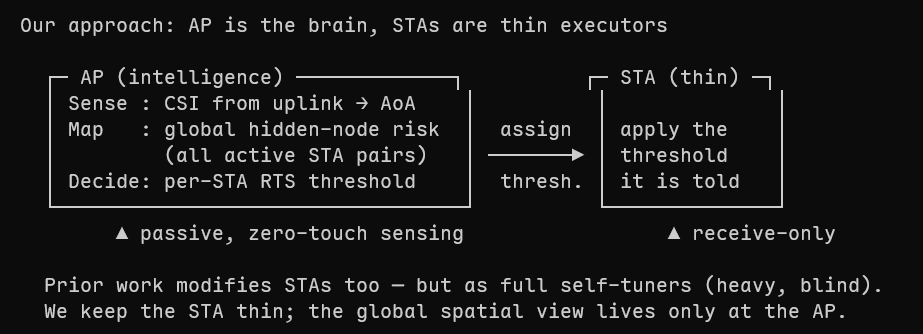 Our approach: AP is the brain, STAs are thin executors
AP (intelligence)
Sense : CSI from uplink → AoA
Map   : global hidden-node risk
(all active STA pairs)
Decide: per-STA RTS threshold
▲ passive, zero-touch sensing
assign
thresh.
STA (thin)
apply the
threshold
it is told
▲ receive-only
Prior work modifies STAs too — but as full self-tuners (heavy, blind).
We keep the STA thin; the global spatial view lives only at the AP.